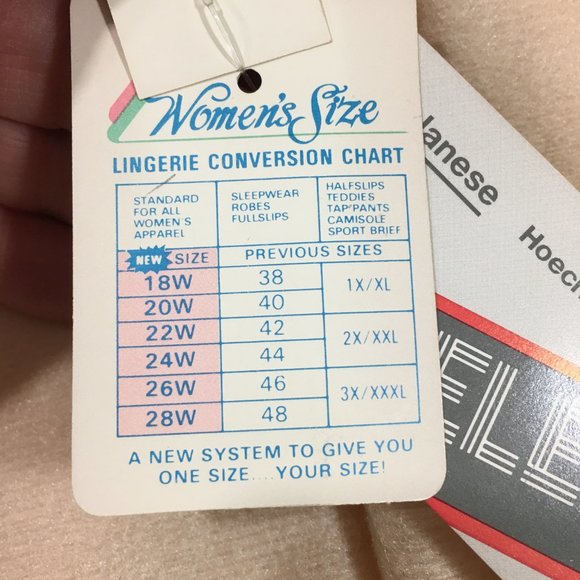 Women's Size
LINGERIE CONVERSION CHART
STANDARD FOR ALL WOMEN'S APPAREL
SLEEPWEAR ROBES FULLSLIPS
HALFSLIPS TEDDIES TAP'PANTS CAMISOLE SPORT BRIEF
NEW SIZE PREVIOUS SIZES
18W 38 1X/XL
20W 40
22W 42 2X/XXL
24W 44
26W 46 3X/XXXL
28W 48
A NEW SYSTEM TO GIVE YOU
ONE SIZE....YOUR SIZE!
lanese
Hoec